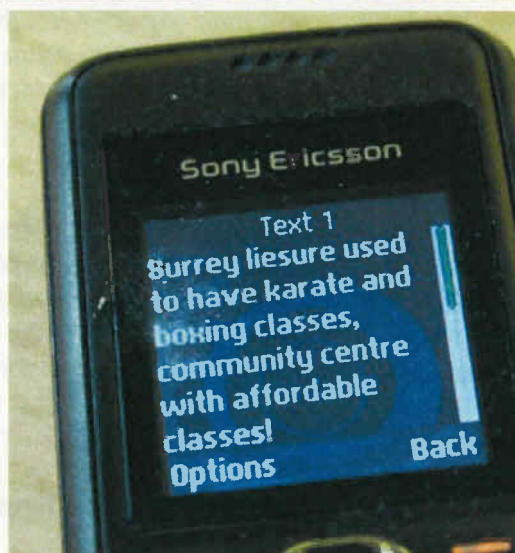 Sony Ericsson
Text 1
Surrey liesure used
to have karate and
boxing classes,
community centre
with affordable
classes!
Options Back